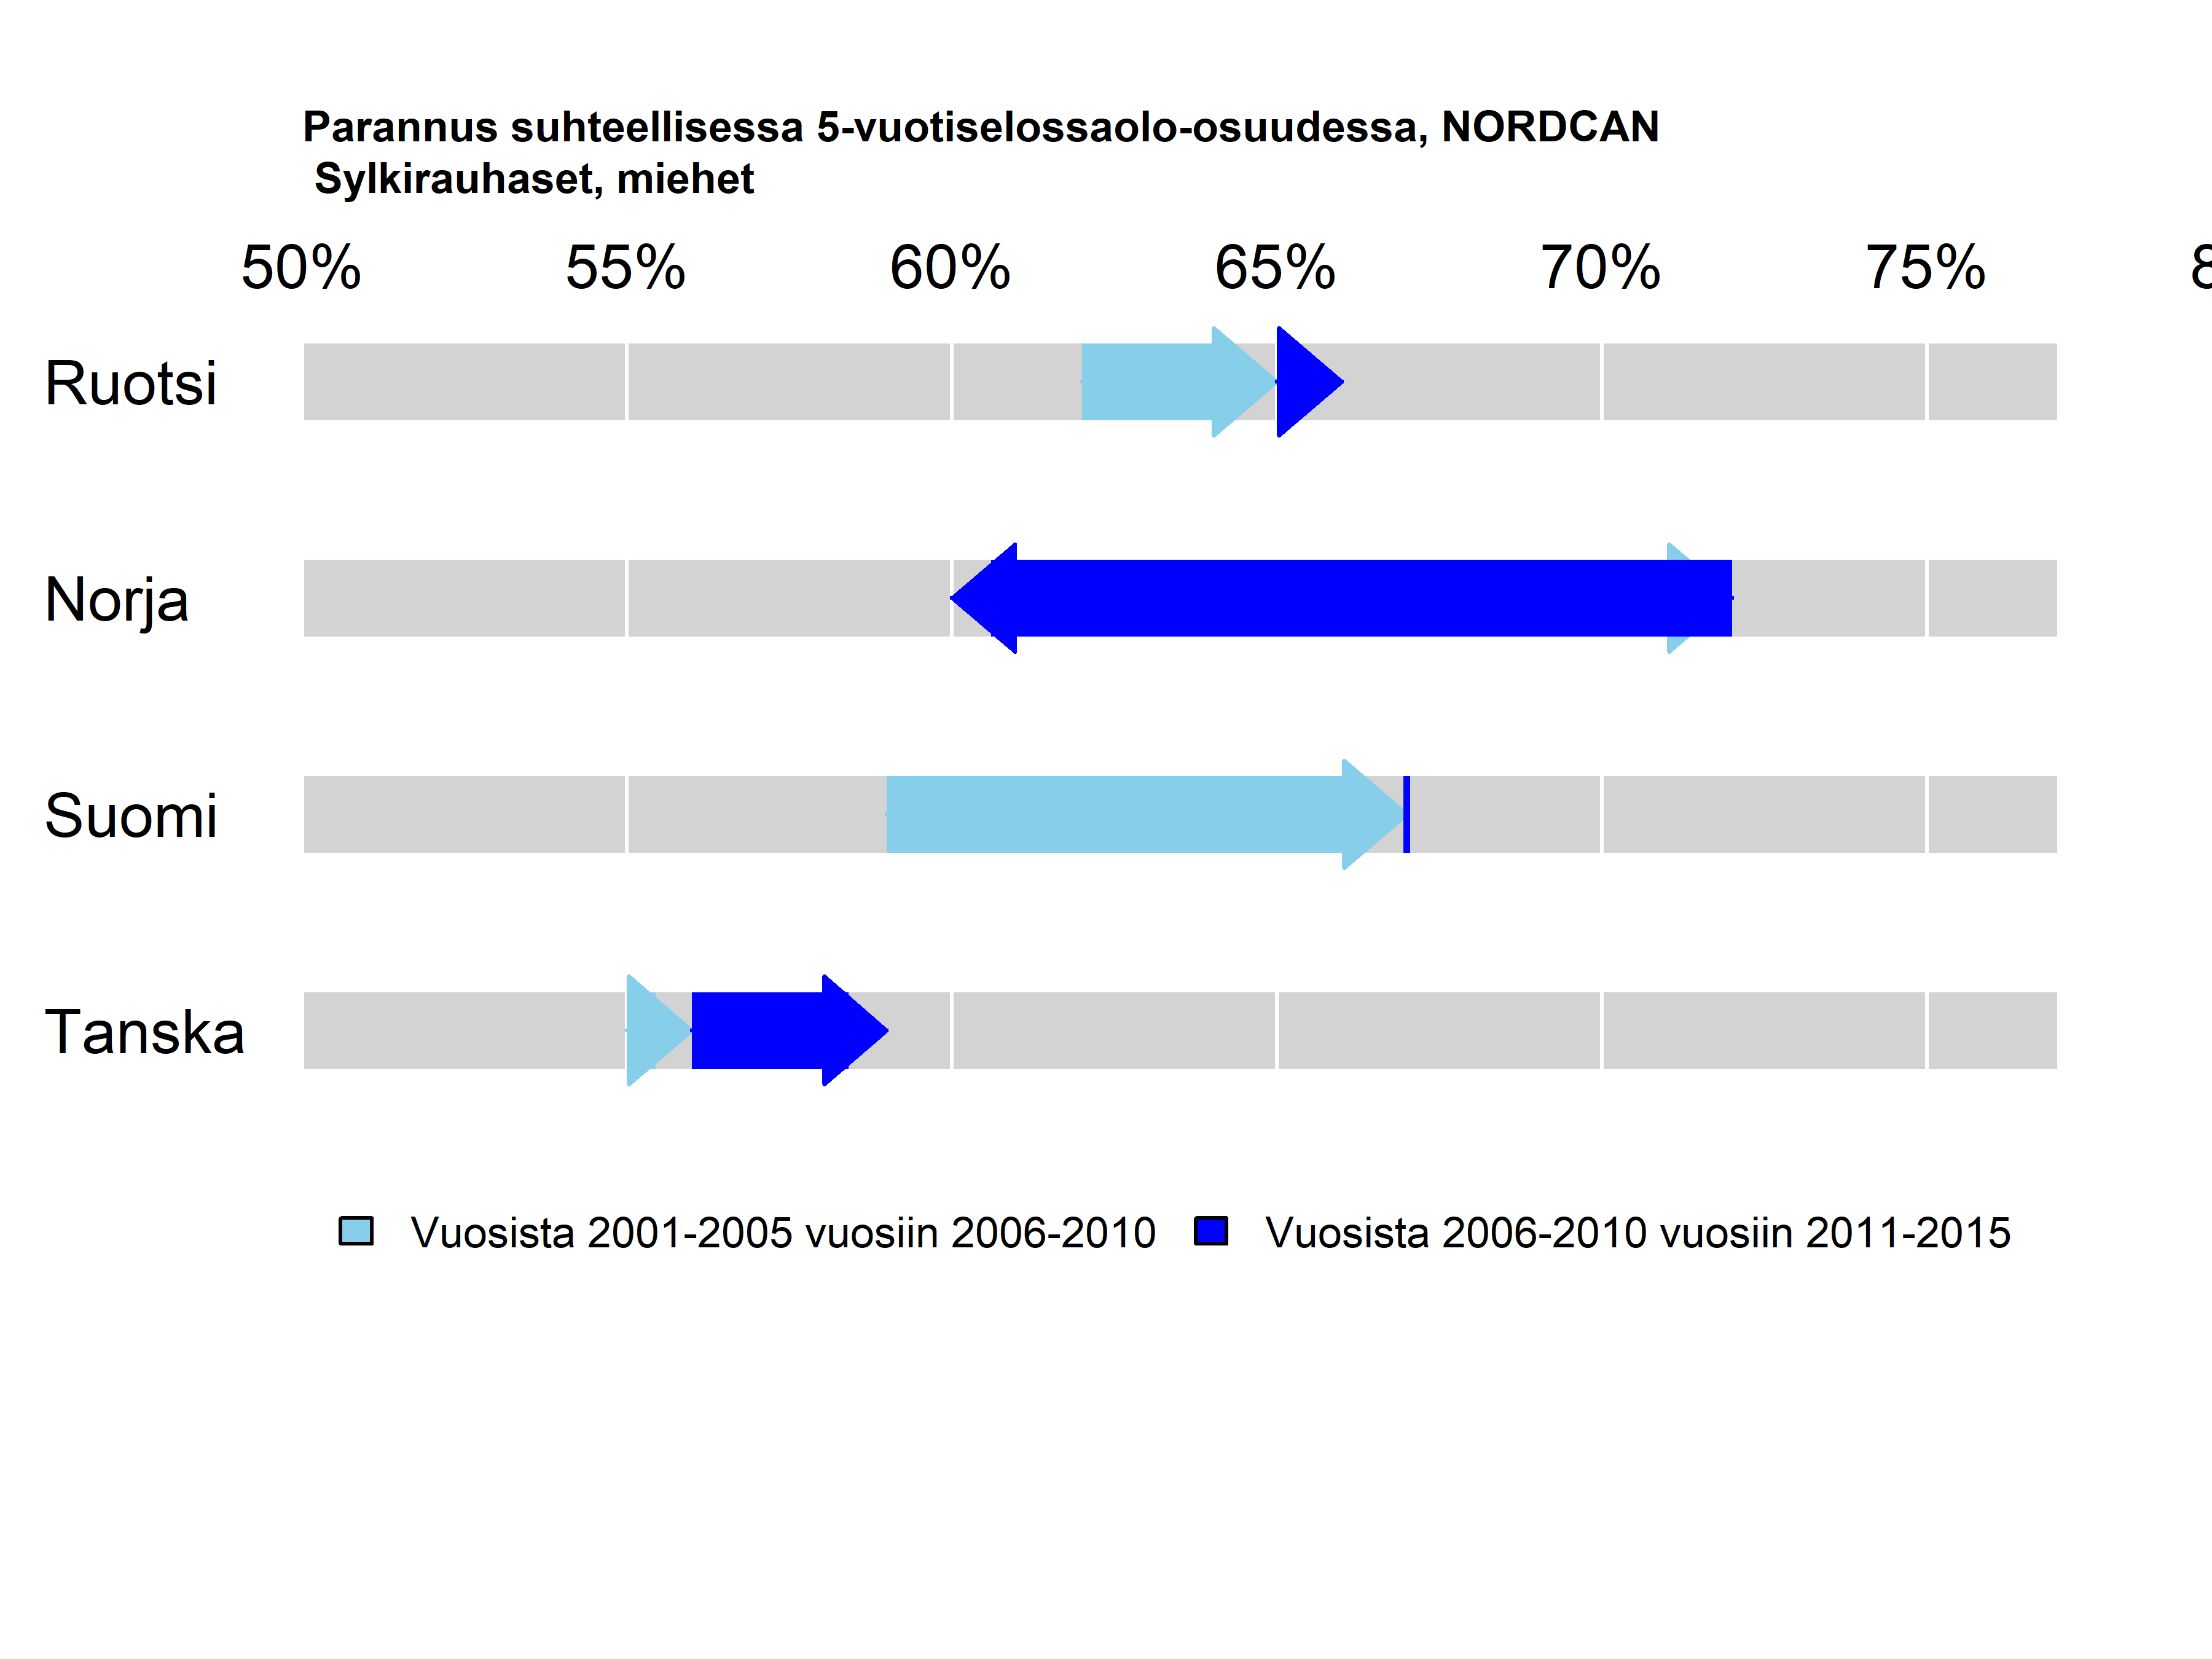 Parannus suhteellisessa 5-vuotiselossaolo-osuudessa, NORDCAN
Sylkirauhaset, miehet
50% 55% 60% 65% 70% 75%
Ruotsi
Norja
Suomi
Tanska
Vuosista 2001-2005 vuosiin 2006-2010 Vuosista 2006-2010 vuosiin 2011-2015